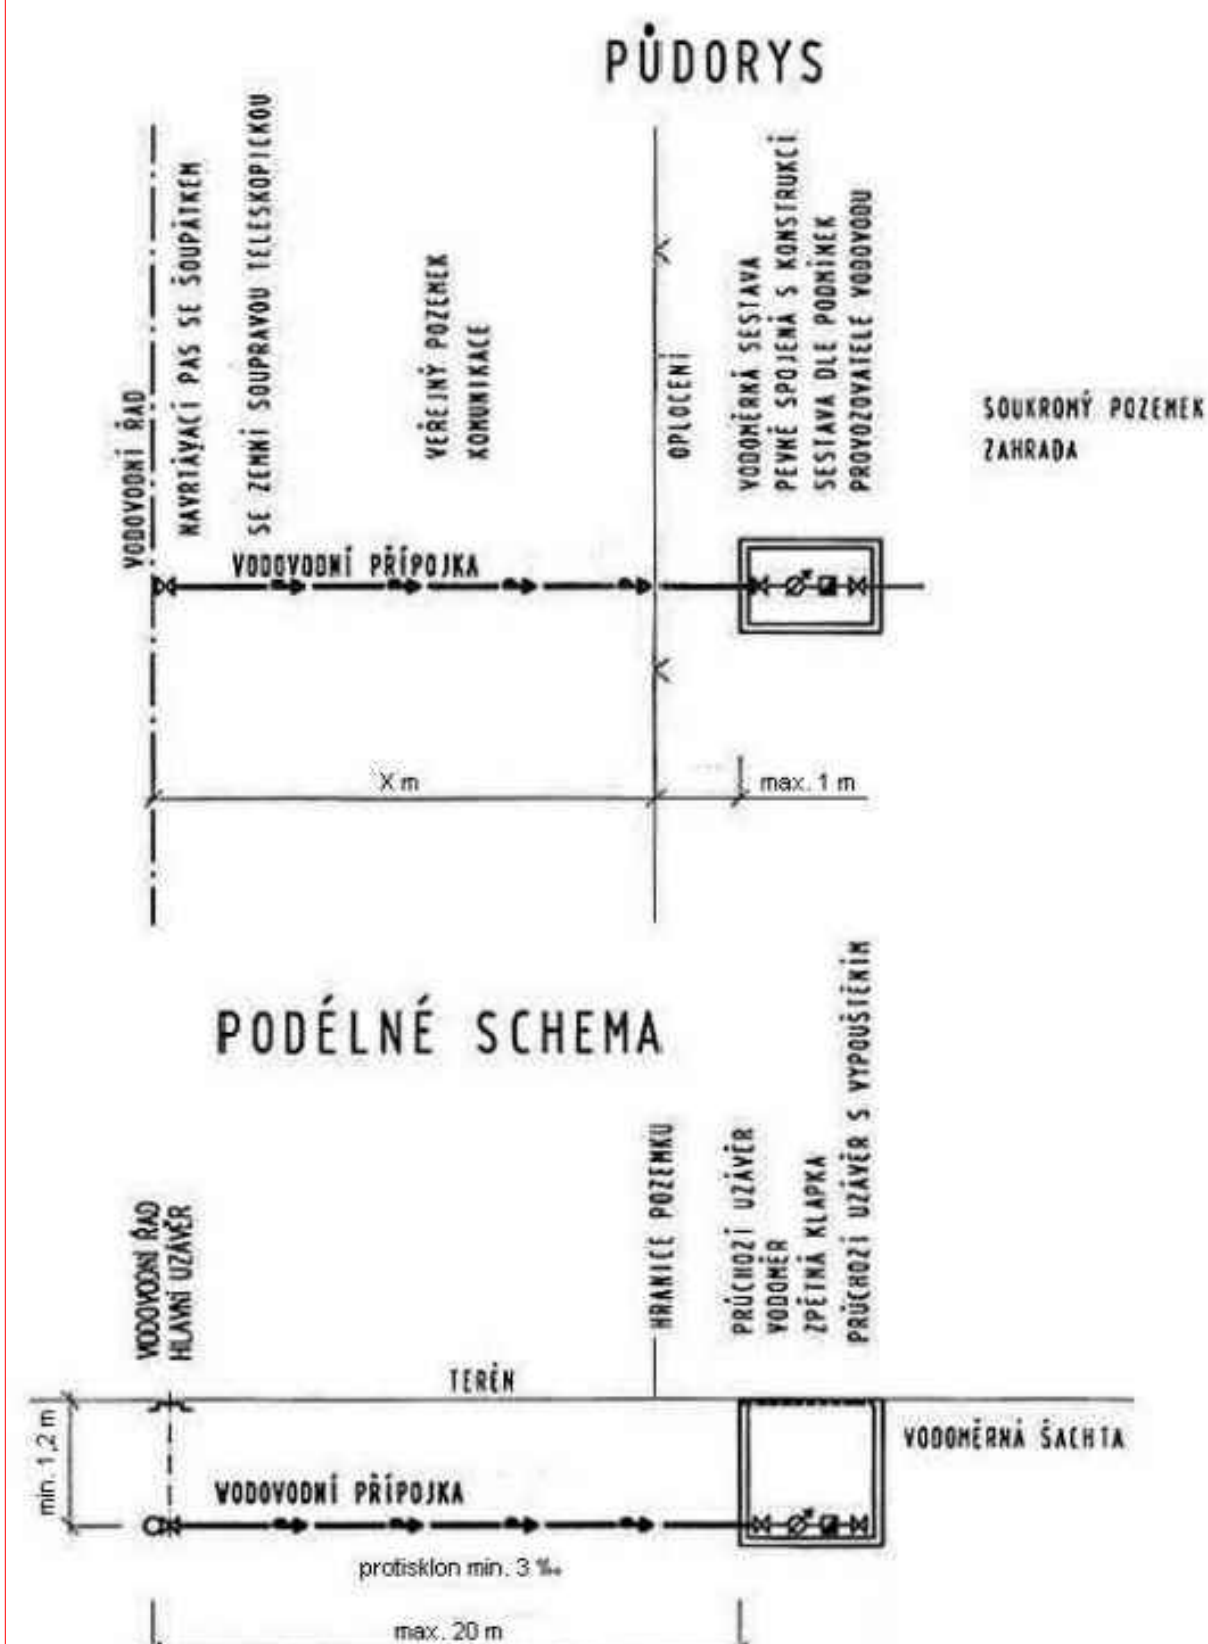 PŮDORYS
VODOVODNÍ ŘAD
NAVRTÁVACÍ PAS SE ŠOUPÁTKEM
SE ZEMNÍ SOUPRAVOU TELESKOPICKOU
VEŘEJNÝ POZEMEK
KOMUNIKACE
OPLOCENÍ
VODOMĚRKÁ SESTAVA
PEVNĚ SPOJENÁ S KONSTRUKCÍ
SESTAVA DLE PODMÍNEK
PROVOZOVATELE VODOVODU
SOUKROMÝ POZEMEK
ZAHRADA
VODOVODNÍ PŘÍPOJKA
X m
max. 1 m
PODÉLNÉ SCHEMA
VODOVODNÍ ŘAD
HLAVNÍ UZÁVĚR
HRANICE POZEMKU
PRŮCHOZÍ UZÁVĚR
VODOMĚR
ZPĚTNÁ KLAPKA
PRŮCHOZÍ UZÁVĚR S VYPOUŠTĚNÍM
TERÉN
min. 1,2 m
VODOMĚRNÁ ŠACHTA
VODOVODNÍ PŘÍPOJKA
protisklon min. 3 ‰
max. 20 m